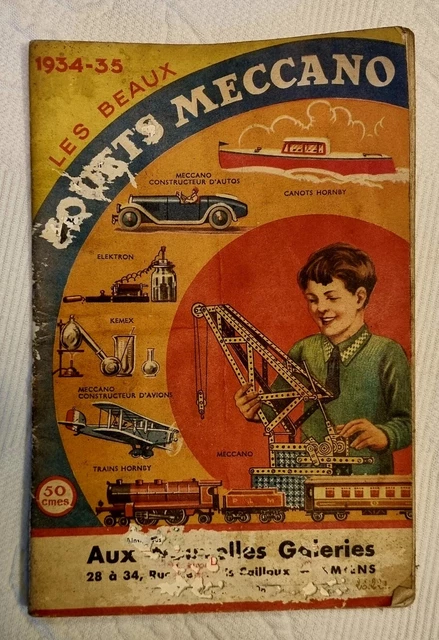 1934-35
LES BEAUX
MECCANO
MECCANO
CONSTRUCTEUR D'AUTOS
CANOTS HORNBY
ELEKTRON
KEMEX
MECCANO
CONSTRUCTEUR D'AVIONS
MECCANO
TRAINS HORNBY
50
CMES
Aux Galeries
28 à 34, Cailloux